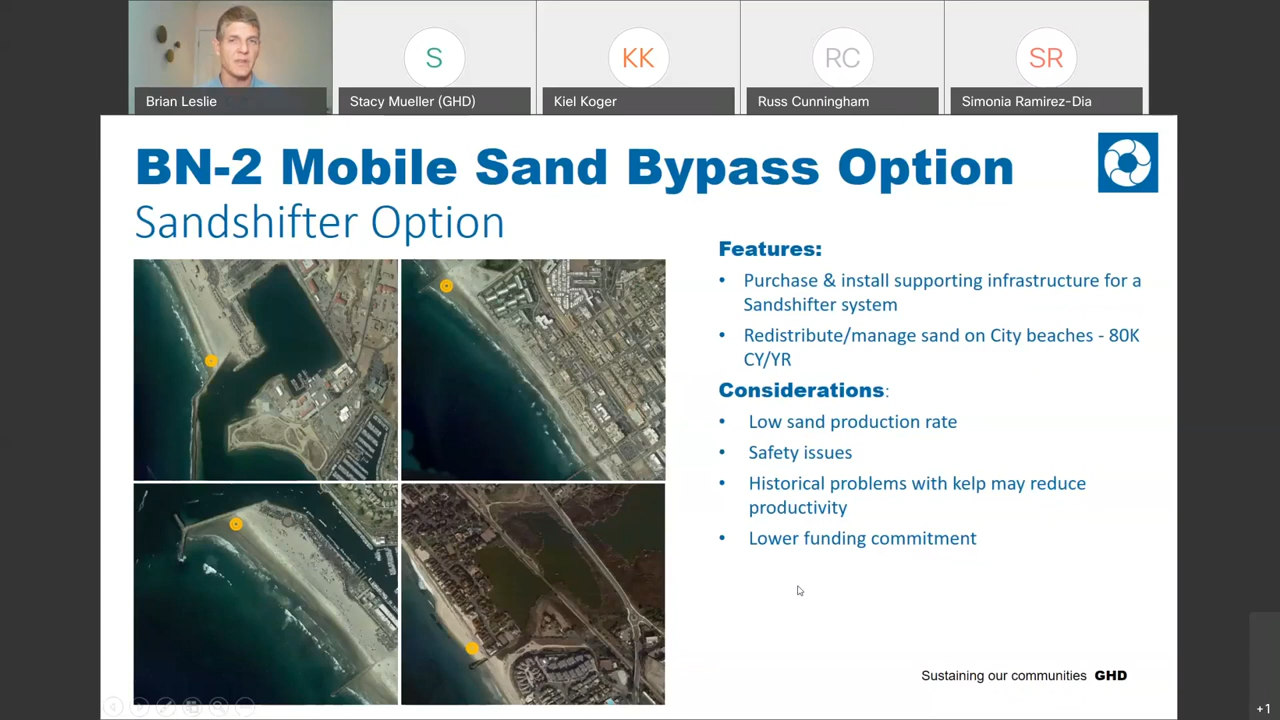 S
KK
RC
SR
Brian Leslie
Stacy Mueller (GHD)
Kiel Koger
Russ Cunningham
Simonia Ramirez-Dia
BN-2 Mobile Sand Bypass Option
Sandshifter Option
Features:
• Purchase & install supporting infrastructure for a
Sandshifter system
• Redistribute/manage sand on City beaches - 80K
CY/YR
Considerations:
• Low sand production rate
• Safety issues
• Historical problems with kelp may reduce
productivity
• Lower funding commitment
Sustaining our communities GHD
+1